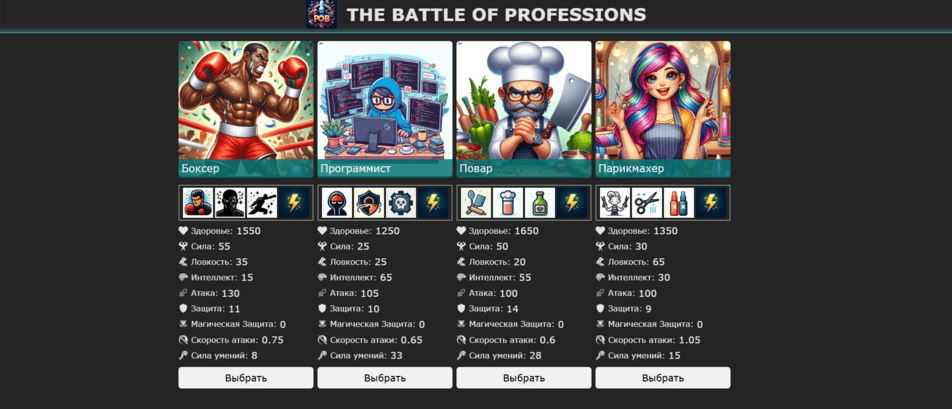 POB THE BATTLE OF PROFESSIONS
Боксер
Программист
Повар
Парикмахер
Здоровье: 1550
Сила: 55
Ловкость: 35
Интеллект: 15
Атака: 130
Защита: 11
Магическая Защита: 0
Скорость атаки: 0.75
Сила умений: 8
Выбрать
Здоровье: 1250
Сила: 25
Ловкость: 25
Интеллект: 65
Атака: 105
Защита: 10
Магическая Защита: 0
Скорость атаки: 0.65
Сила умений: 33
Выбрать
Здоровье: 1650
Сила: 50
Ловкость: 20
Интеллект: 55
Атака: 100
Защита: 14
Магическая Защита: 0
Скорость атаки: 0.6
Сила умений: 28
Выбрать
Здоровье: 1350
Сила: 30
Ловкость: 65
Интеллект: 30
Атака: 100
Защита: 9
Магическая Защита: 0
Скорость атаки: 1.05
Сила умений: 15
Выбрать